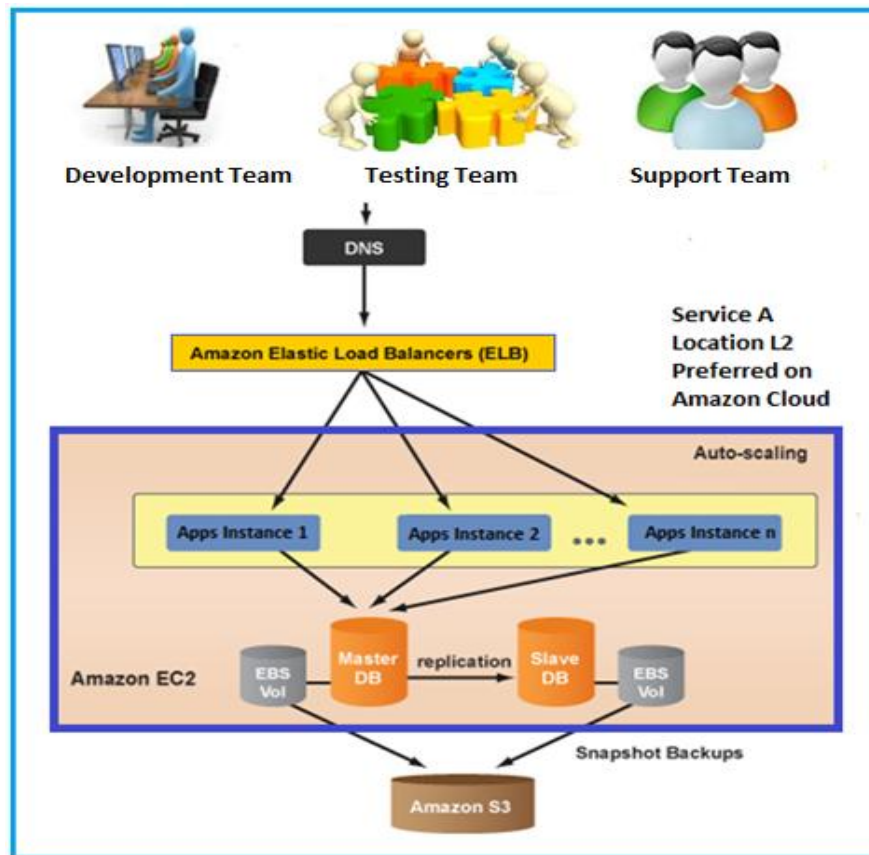 Development Team
Testing Team
Support Team
DNS
Amazon Elastic Load Balancers (ELB)
Service A
Location L2
Preferred on
Amazon Cloud
Auto-scaling
Apps Instance 1
Apps Instance 2
...
Apps Instance n
EBS
Vol
Master
DB
replication
Slave
DB
EBS
Vol
Amazon EC2
Snapshot Backups
Amazon S3